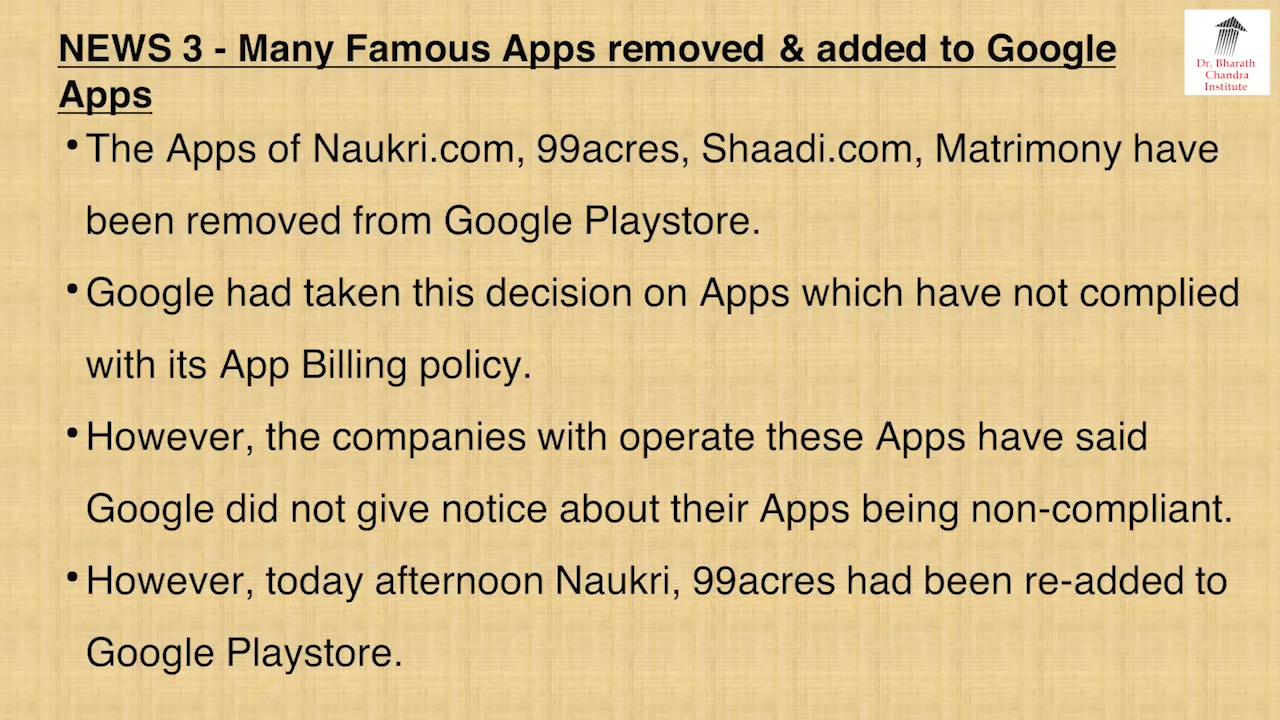 NEWS 3 - Many Famous Apps removed & added to Google
Apps
Dr. Bharath
Chandra
Institute
• The Apps of Naukri.com, 99acres, Shaadi.com, Matrimony have
been removed from Google Playstore.
• Google had taken this decision on Apps which have not complied
with its App Billing policy.
• However, the companies with operate these Apps have said
Google did not give notice about their Apps being non-compliant.
• However, today afternoon Naukri, 99acres had been re-added to
Google Playstore.